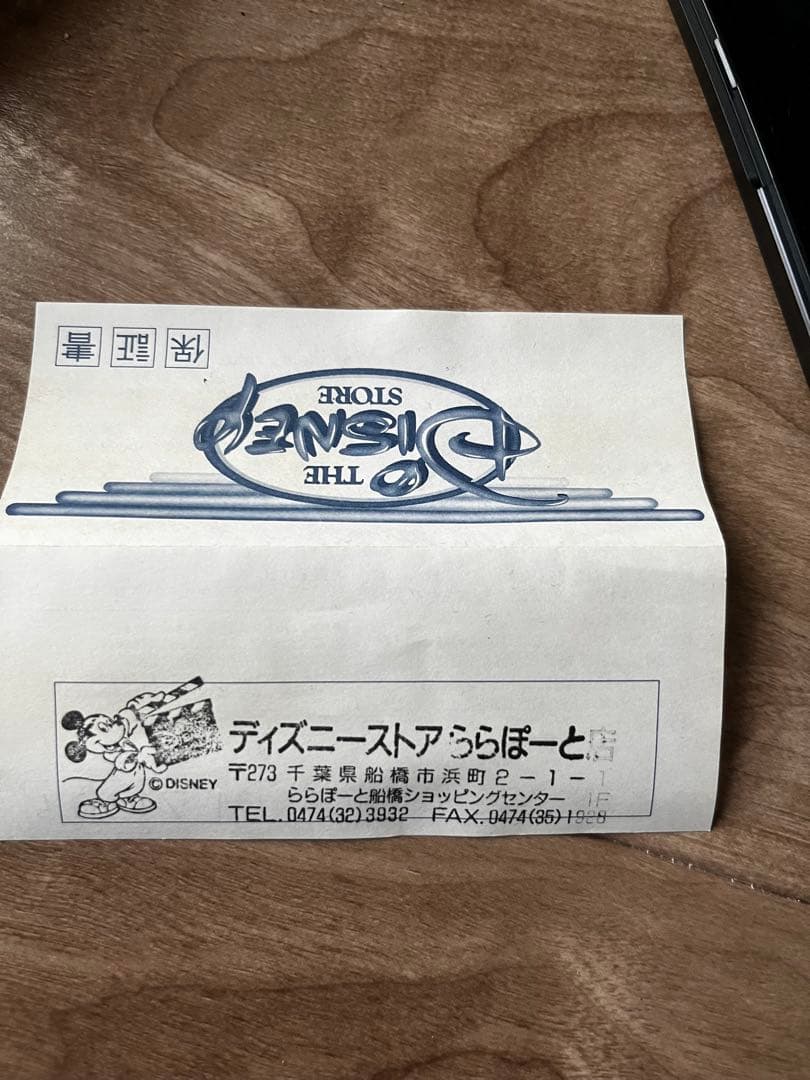 保証書
THE
DISNEY
STORE
ディズニーストア ららぽーと店
〒273 千葉県船橋市浜町2-1-1
ららぽーと船橋ショッピングセンター 1F
TEL.0474(32)3932 FAX.0474(35)1928
© DISNEY